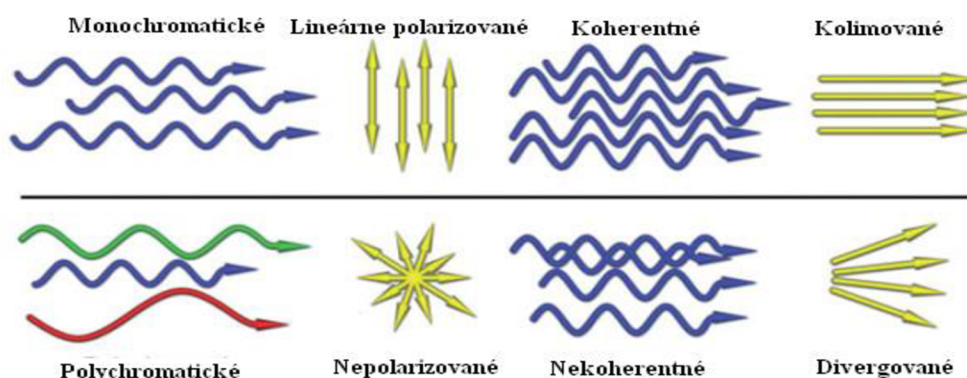 Monochromatické Lineárne polarizované Koherentné Kolimované
Polychromatické Nepolarizované Nekoherentné Divergované